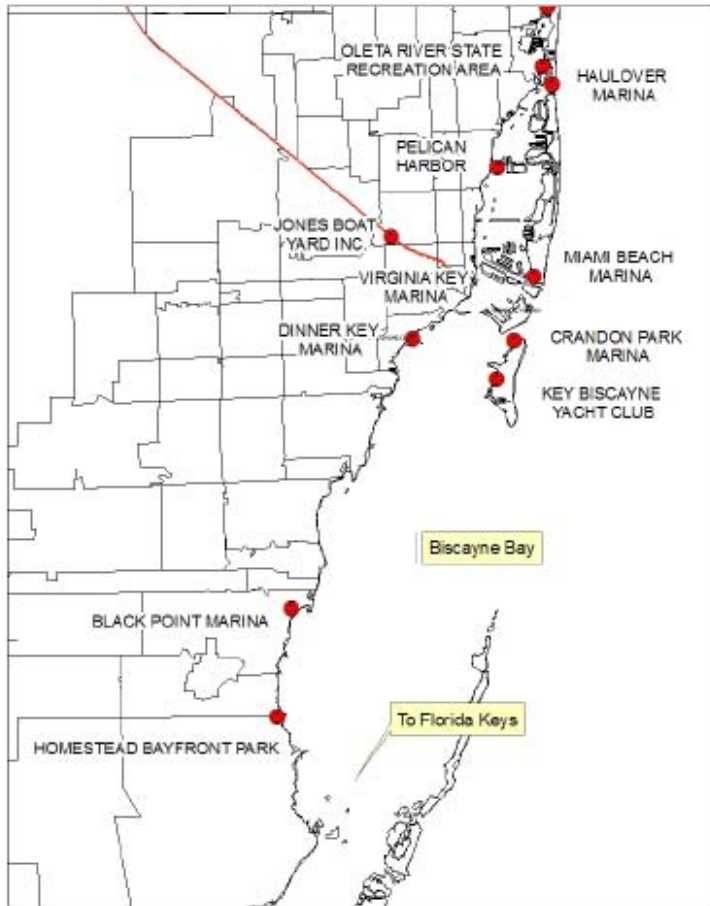 OLETA RIVER STATE
RECREATION AREA
HAULOVER
MARINA
PELICAN
HARBOR
JONES BOAT
YARD INC.
VIRGINIA KEY
MARINA
MIAMI BEACH
MARINA
DINNER KEY
MARINA
CRANDON PARK
MARINA
KEY BISCAYNE
YACHT CLUB
Biscayne Bay
BLACK POINT MARINA
To Florida Keys
HOMESTEAD BAYFRONT PARK